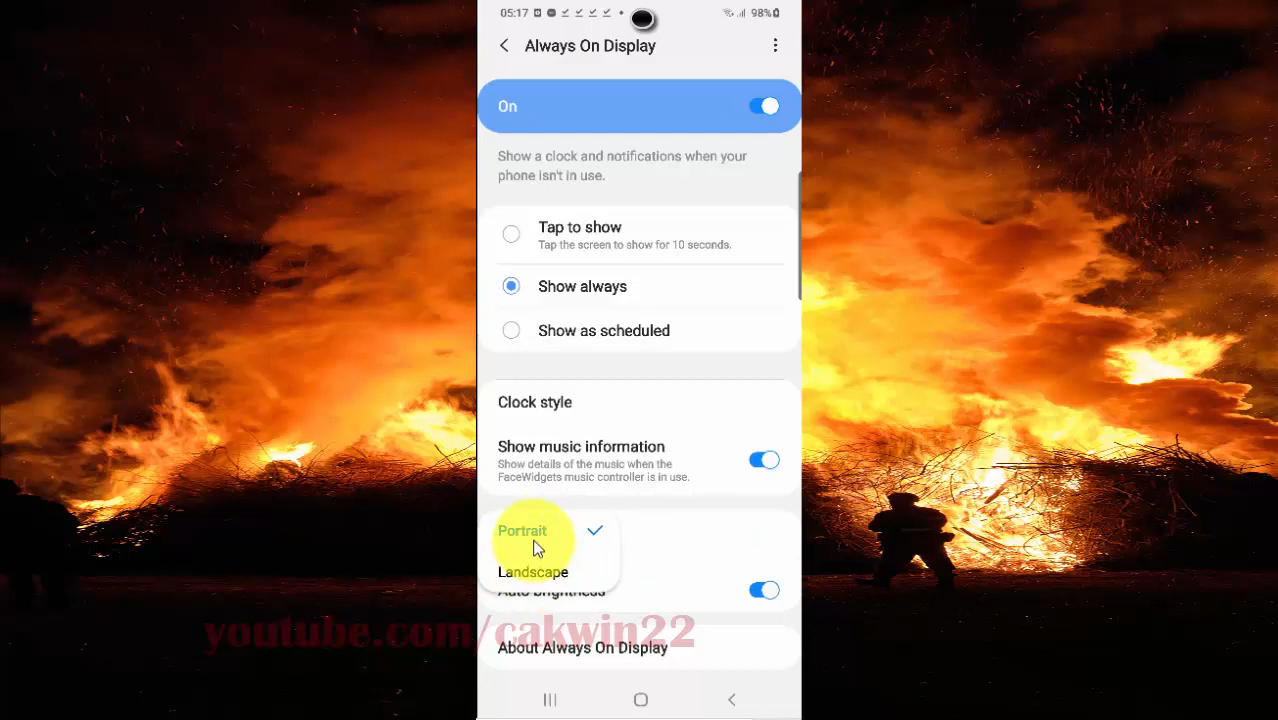 05:17
98%
Always On Display
On
Show a clock and notifications when your
phone isn't in use.
Tap to show
Tap the screen to show for 10 seconds.
Show always
Show as scheduled
Clock style
Show music information
Show details of the music when the
FaceWidgets music controller is in use.
Portrait
Landscape
Auto brightness
youtube.com/cakwin22
About Always On Display